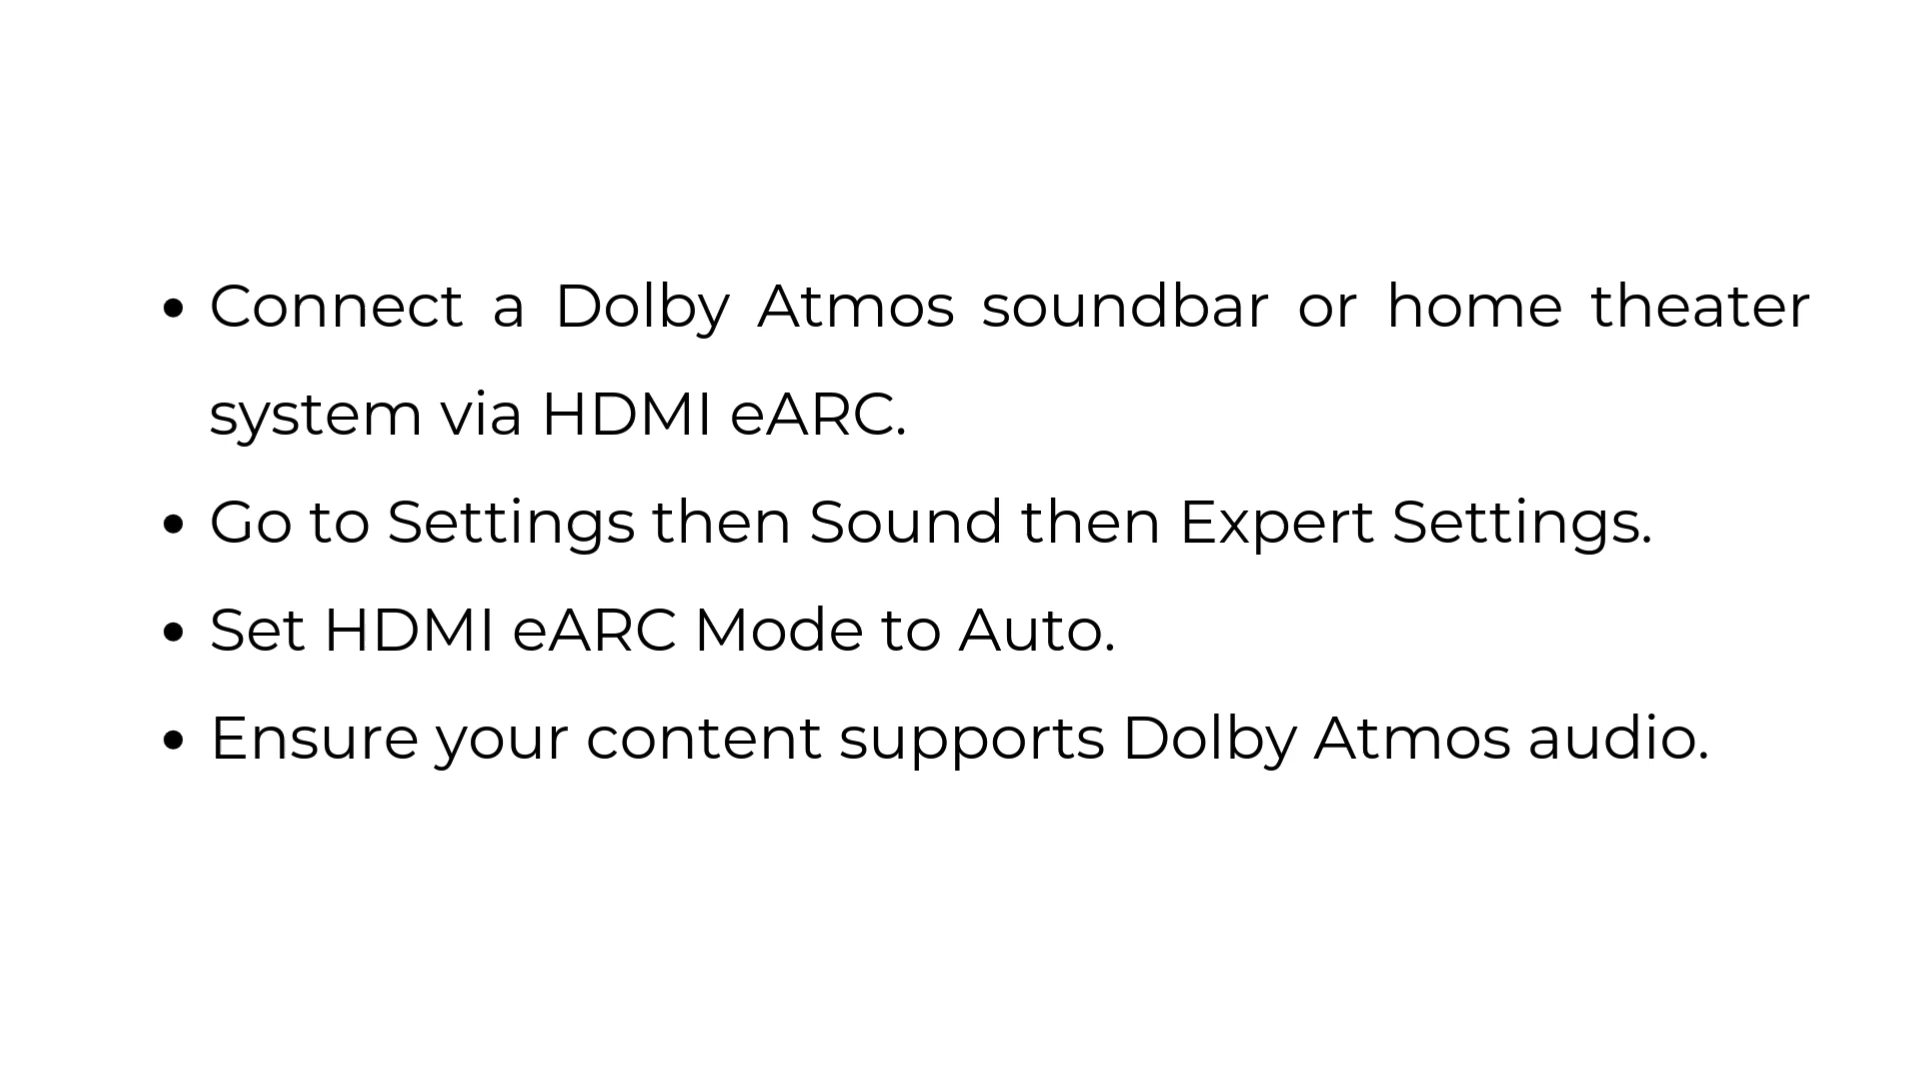 • Connect a Dolby Atmos soundbar or home theater
system via HDMI eARC.
• Go to Settings then Sound then Expert Settings.
• Set HDMI eARC Mode to Auto.
• Ensure your content supports Dolby Atmos audio.